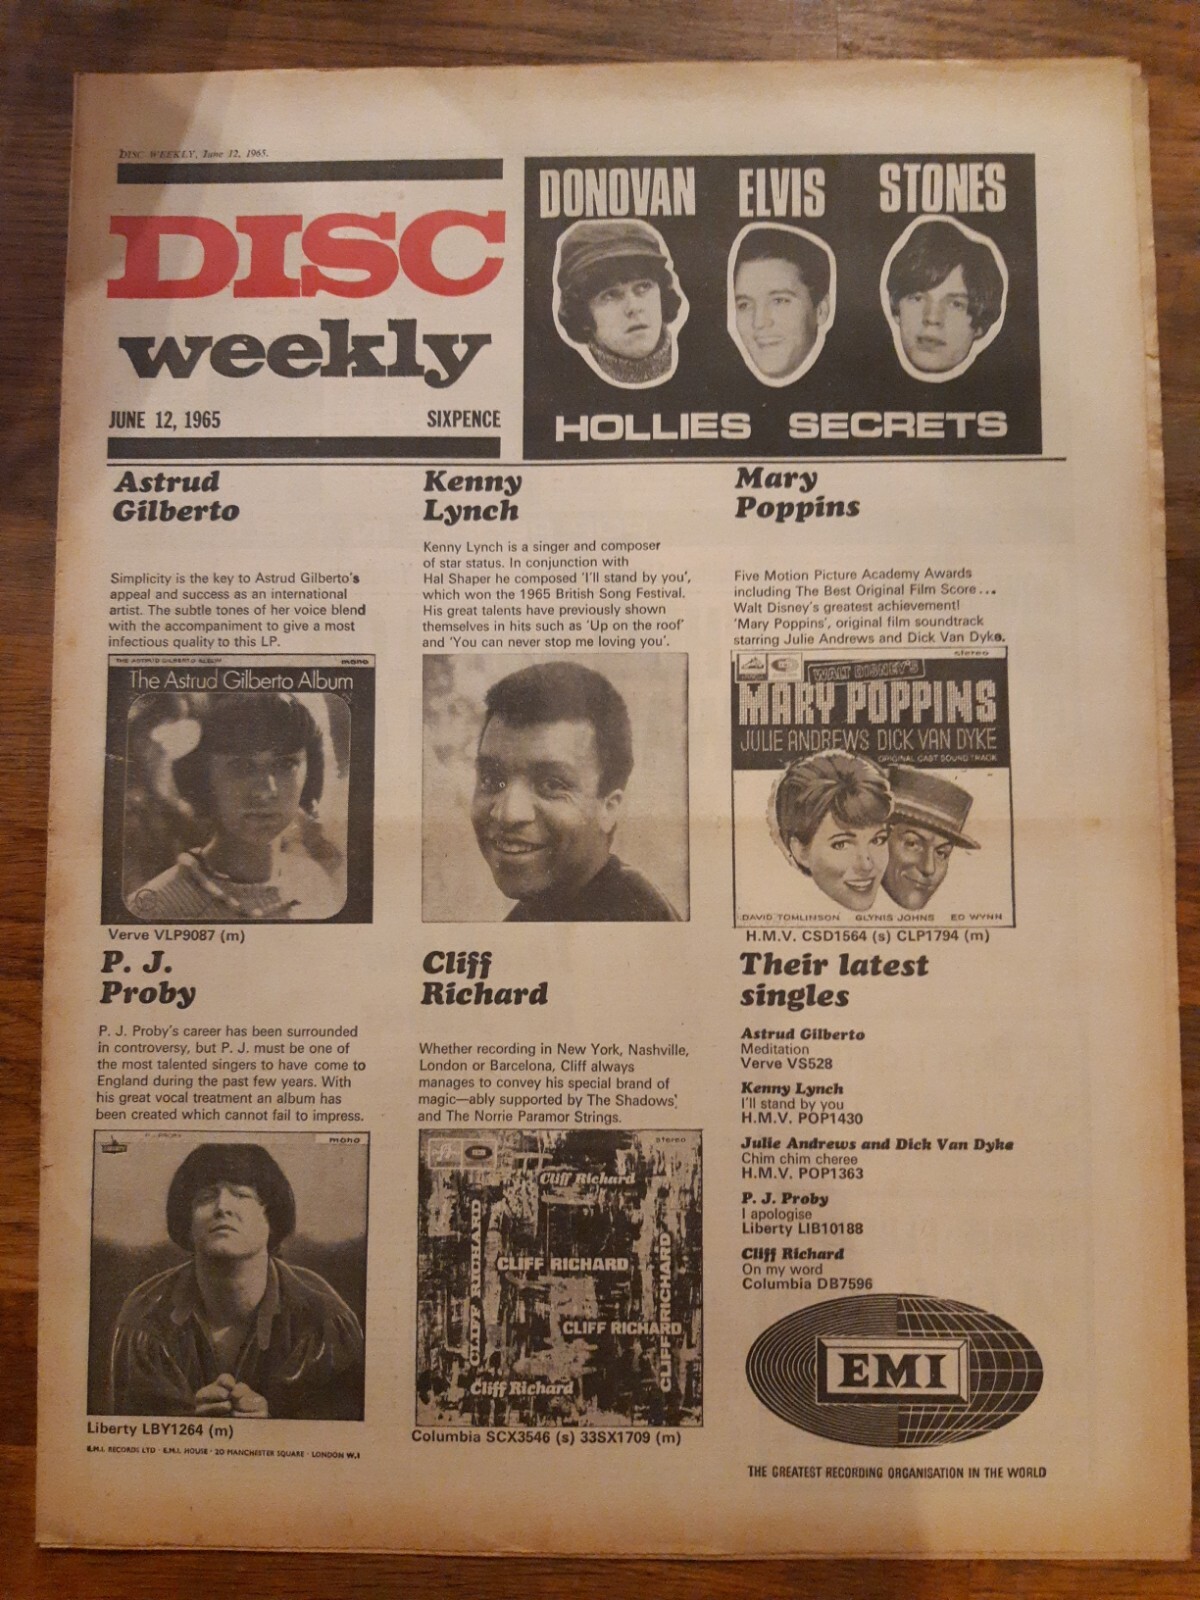 DISC WEEKLY, June 12, 1965.
DISC
weekly
JUNE 12, 1965 SIXPENCE
DONOVAN ELVIS STONES
HOLLIES SECRETS
Astrud
Gilberto
Simplicity is the key to Astrud Gilberto's
appeal and success as an international
artist. The subtle tones of her voice blend
with the accompaniment to give a most
infectious quality to this LP.
THE ASTRUD GILBERTO ALBUM mono
The Astrud Gilberto Album
Verve VLP9087 (m)
Kenny
Lynch
Kenny Lynch is a singer and composer
of star status. In conjunction with
Hal Shaper he composed 'I'll stand by you',
which won the 1965 British Song Festival.
His great talents have previously shown
themselves in hits such as 'Up on the roof'
and 'You can never stop me loving you'.
Mary
Poppins
Five Motion Picture Academy Awards
including The Best Original Film Score...
Walt Disney's greatest achievement!
'Mary Poppins', original film soundtrack
starring Julie Andrews and Dick Van Dyke.
stereo
WALT DISNEY'S
MARY POPPINS
JULIE ANDREWS DICK VAN DYKE
ORIGINAL CAST SOUND TRACK
DAVID TOMLINSON GLYNIS JOHNS ED WYNN
H.M.V. CSD1564 (s) CLP1794 (m)
P. J.
Proby
P. J. Proby's career has been surrounded
in controversy, but P. J. must be one of
the most talented singers to have come to
England during the past few years. With
his great vocal treatment an album has
been created which cannot fail to impress.
P. J. PROBY mono
Liberty LBY1264 (m)
E.M.I. RECORDS LTD · E.M.I. HOUSE · 20 MANCHESTER SQUARE · LONDON W.1
Cliff
Richard
Whether recording in New York, Nashville,
London or Barcelona, Cliff always
manages to convey his special brand of
magic—ably supported by The Shadows'
and The Norrie Paramor Strings.
stereo
Cliff Richard
CLIFF RICHARD
CLIFF RICHARD
CLIFF RICHARD
CLIFF RICHARD
Cliff Richard
Columbia SCX3546 (s) 33SX1709 (m)
Their latest
singles
Astrud Gilberto
Meditation
Verve VS528
Kenny Lynch
I'll stand by you
H.M.V. POP1430
Julie Andrews and Dick Van Dyke
Chim chim cheree
H.M.V. POP1363
P. J. Proby
I apologise
Liberty LIB10188
Cliff Richard
On my word
Columbia DB7596
EMI
THE GREATEST RECORDING ORGANISATION IN THE WORLD